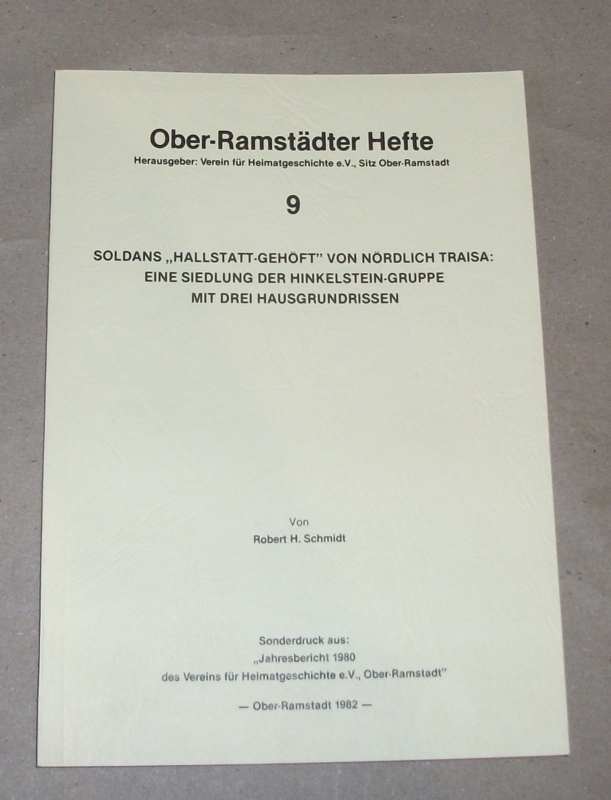 Ober-Ramstädter Hefte
Herausgeber: Verein für Heimatgeschichte e.V., Sitz Ober-Ramstadt
9
SOLDANS „HALLSTATT-GEHÖFT" VON NÖRDLICH TRAISA:
EINE SIEDLUNG DER HINKELSTEIN-GRUPPE
MIT DREI HAUSGRUNDRISSEN
Von
Robert H. Schmidt
Sonderdruck aus:
„Jahresbericht 1980
des Vereins für Heimatgeschichte e.V., Ober-Ramstadt"
— Ober-Ramstadt 1982 —